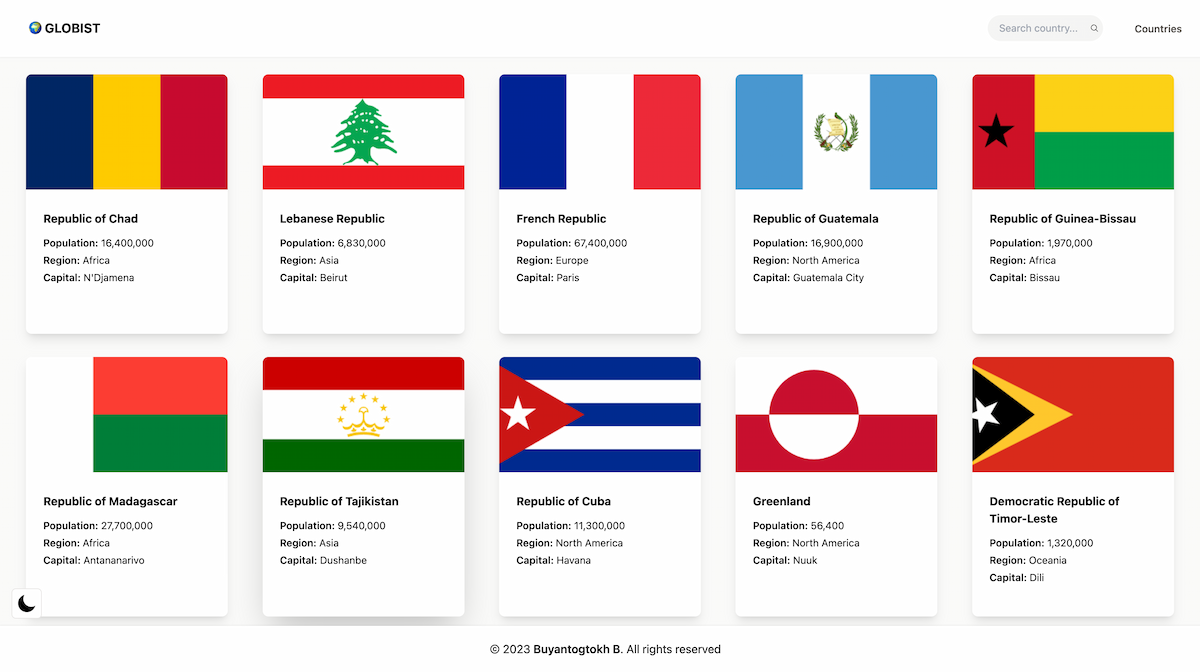 GLOBIST
Search country...
Countries
Republic of Chad
Population: 16,400,000
Region: Africa
Capital: N'Djamena
Lebanese Republic
Population: 6,830,000
Region: Asia
Capital: Beirut
French Republic
Population: 67,400,000
Region: Europe
Capital: Paris
Republic of Guatemala
Population: 16,900,000
Region: North America
Capital: Guatemala City
Republic of Guinea-Bissau
Population: 1,970,000
Region: Africa
Capital: Bissau
Republic of Madagascar
Population: 27,700,000
Region: Africa
Capital: Antananarivo
Republic of Tajikistan
Population: 9,540,000
Region: Asia
Capital: Dushanbe
Republic of Cuba
Population: 11,300,000
Region: North America
Capital: Havana
Greenland
Population: 56,400
Region: North America
Capital: Nuuk
Democratic Republic of
Timor-Leste
Population: 1,320,000
Region: Oceania
Capital: Dili
© 2023 Buyantogtokh B. All rights reserved